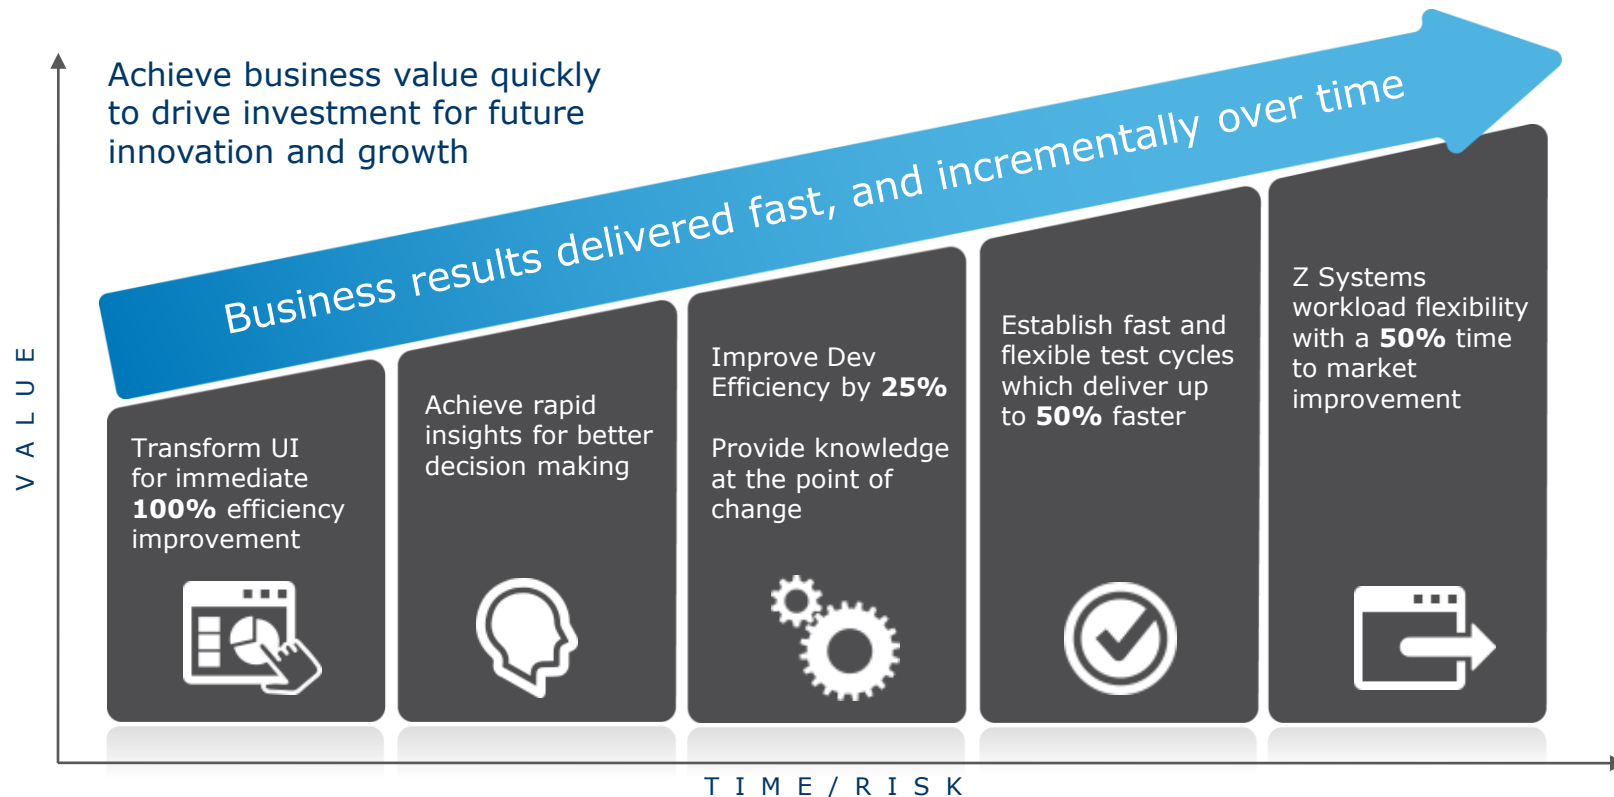 Achieve business value quickly
to drive investment for future
innovation and growth
Business results delivered fast, and incrementally over time
VALUE
Transform UI
for immediate
100% efficiency
improvement
Achieve rapid
insights for better
decision making
Improve Dev
Efficiency by 25%
Provide knowledge
at the point of
change
Establish fast and
flexible test cycles
which deliver up
to 50% faster
Z Systems
workload flexibility
with a 50% time
to market
improvement
TIME/RISK